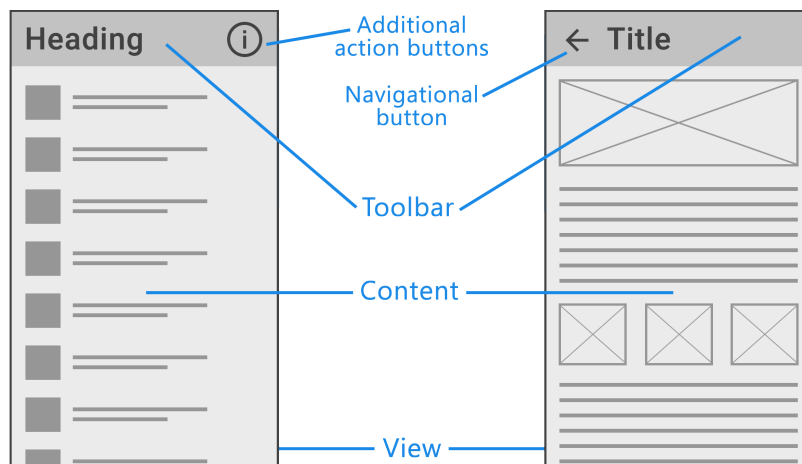 Heading
Additional
action buttons
Title
Navigational
button
Toolbar
Content
View